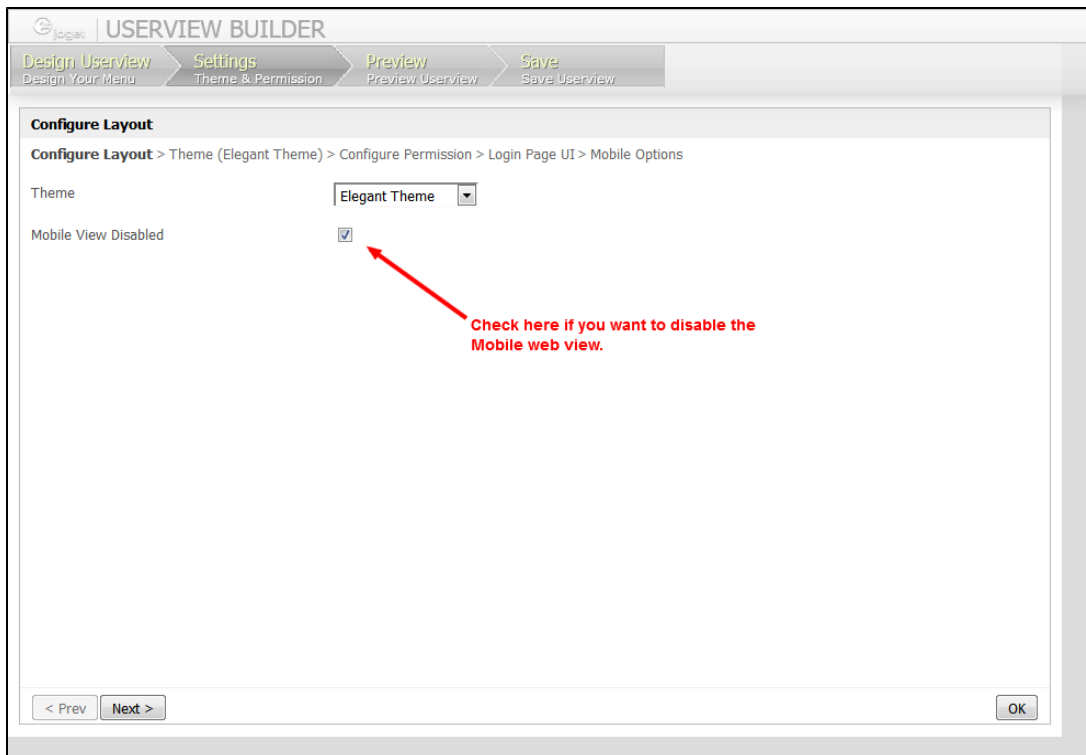 joget USERVIEW BUILDER
Design Userview Settings Preview Save
Design Your Menu Theme & Permission Preview Userview Save Userview
Configure Layout
Configure Layout > Theme (Elegant Theme) > Configure Permission > Login Page UI > Mobile Options
Theme Elegant Theme
Mobile View Disabled
Check here if you want to disable the
Mobile web view.
< Prev Next > OK